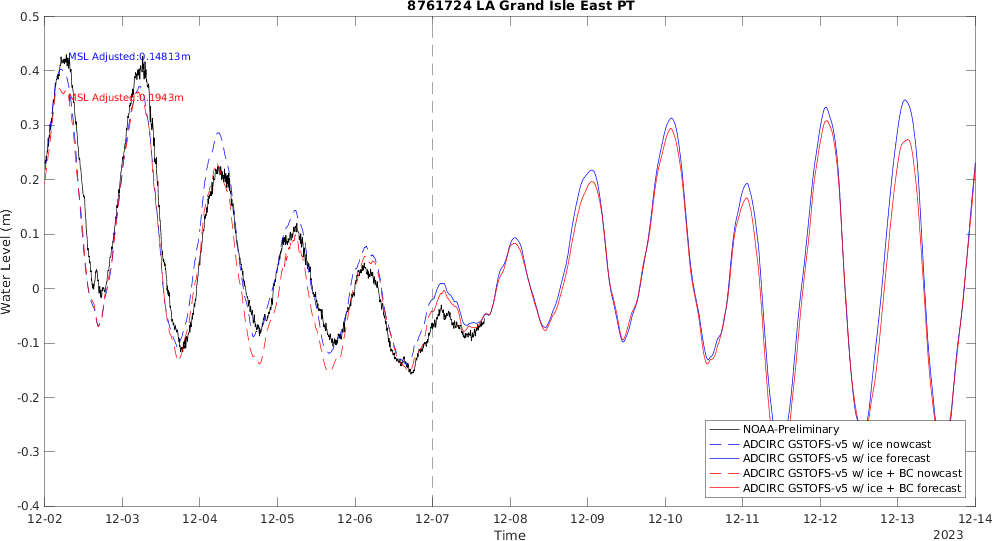 8761724 LA Grand Isle East PT
0.5
0.4
0.3
0.2
0.1
0
-0.1
-0.2
-0.3
-0.4
Water Level (m)
MSL Adjusted:0.14813m
MSL Adjusted:0.1943m
NOAA-Preliminary
ADCIRC GSTOFS-v5 w/ ice nowcast
ADCIRC GSTOFS-v5 w/ ice forecast
ADCIRC GSTOFS-v5 w/ ice + BC nowcast
ADCIRC GSTOFS-v5 w/ ice + BC forecast
12-02 12-03 12-04 12-05 12-06 12-07 12-08 12-09 12-10 12-11 12-12 12-13 12-14
Time
2023